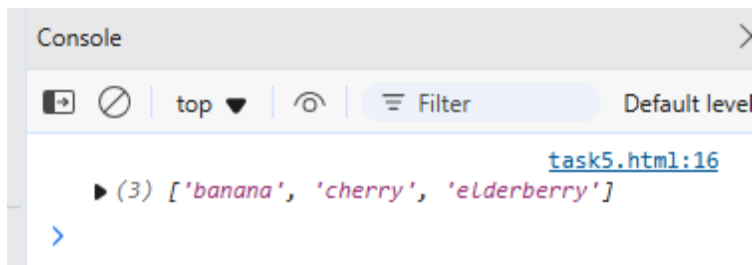 Console
top Filter Default level
task5.html:16
(3) ['banana', 'cherry', 'elderberry']